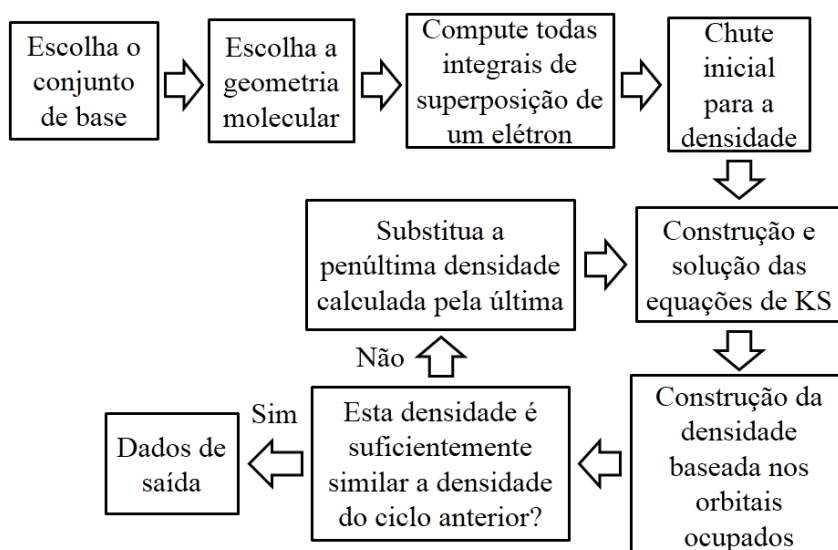 Escolha o
conjunto
de base
Escolha a
geometria
molecular
Compute todas
integrais de
superposição de
um elétron
Chute
inicial
para a
densidade
Construção e
solução das
equações de KS
Construção da
densidade
baseada nos
orbitais
ocupados
Esta densidade é
suficientemente
similar a densidade
do ciclo anterior?
Não
Substitua a
penúltima densidade
calculada pela última
Sim
Dados de
saída